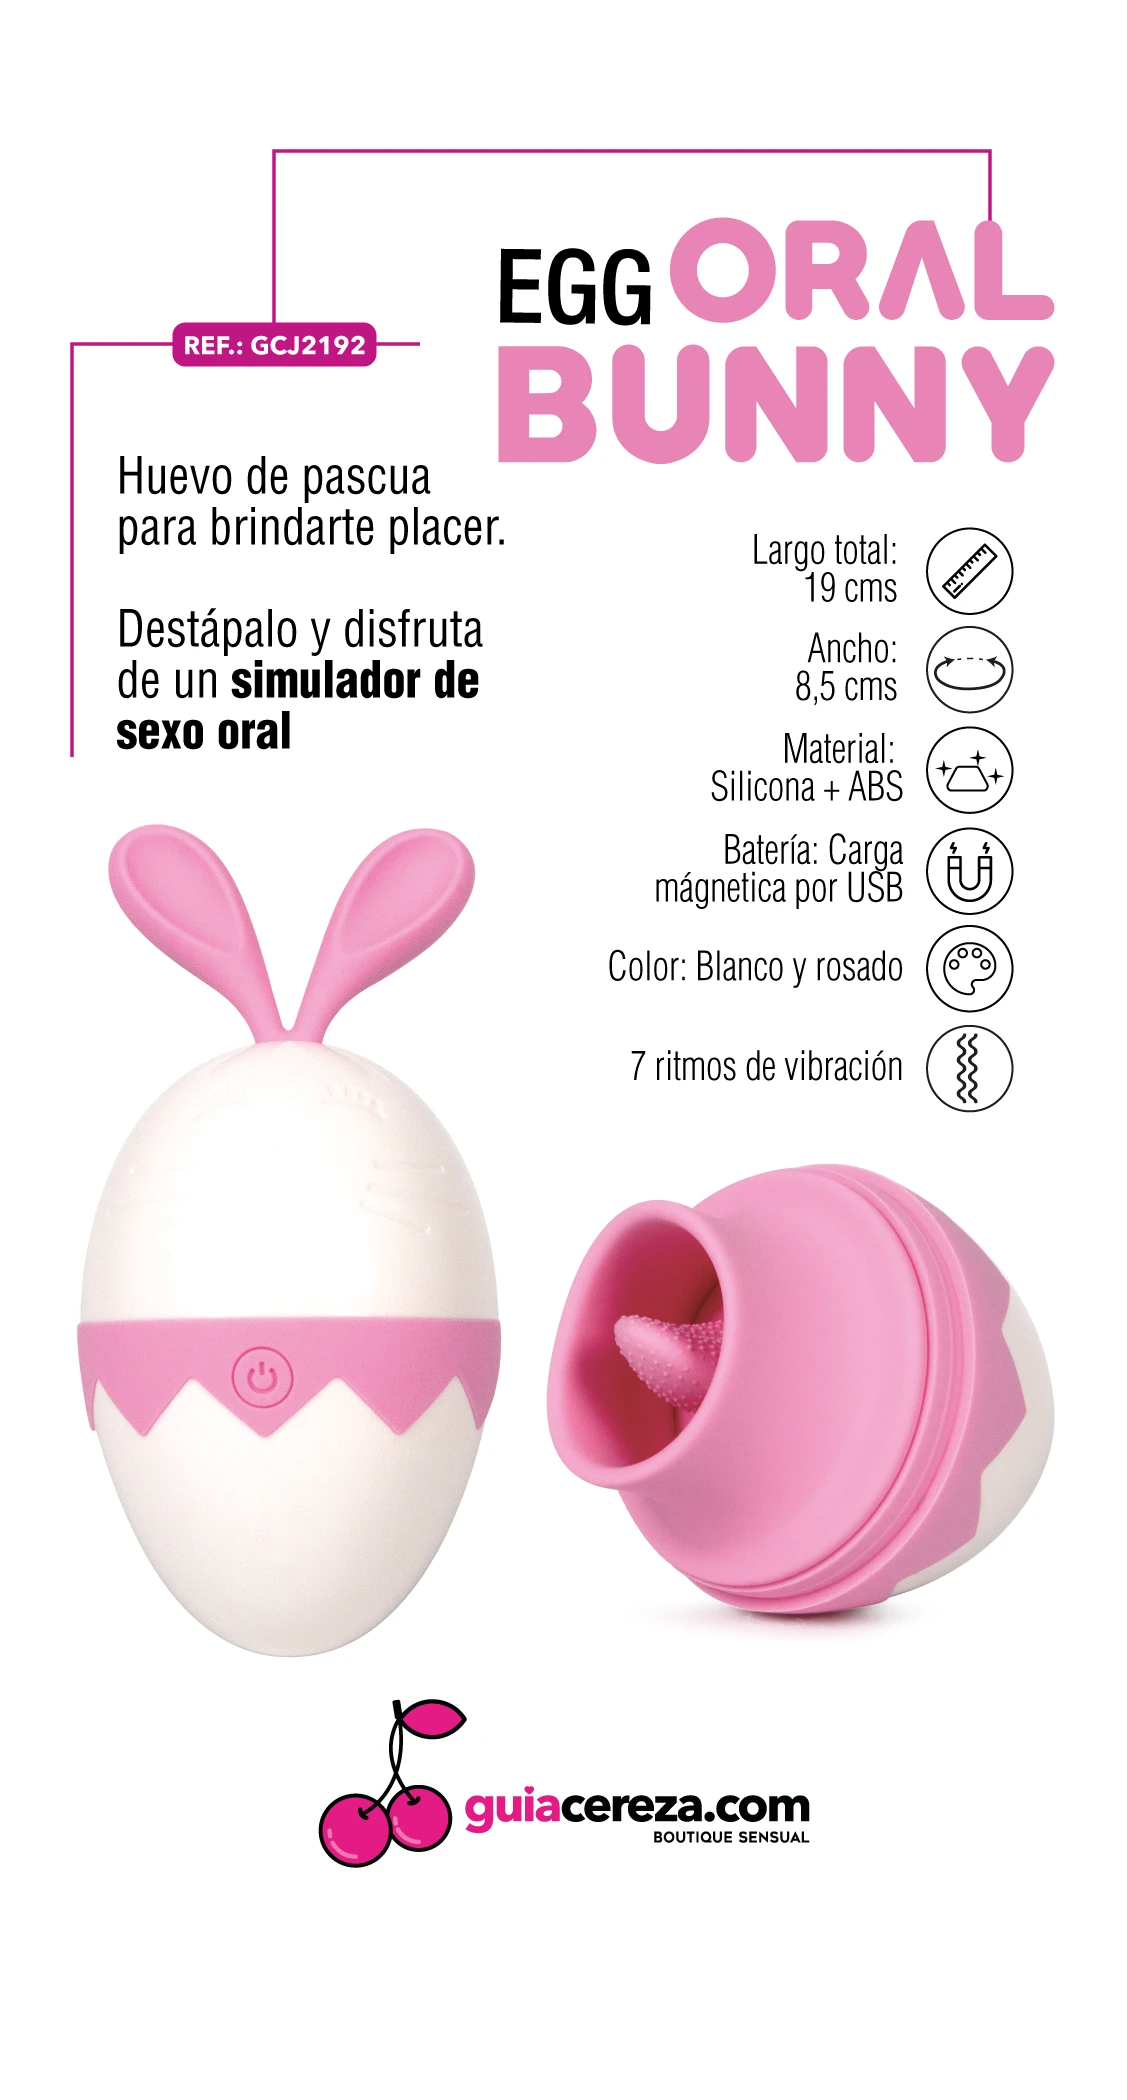 EGG ORAL
BUNNY
REF.: GCJ2192
Huevo de pascua
para brindarte placer.
Destápalo y disfruta
de un simulador de
sexo oral
Largo total:
19 cms
Ancho:
8,5 cms
Material:
Silicona + ABS
Batería: Carga
mágnetica por USB
Color: Blanco y rosado
7 ritmos de vibración
guiacereza.com
BOUTIQUE SENSUAL